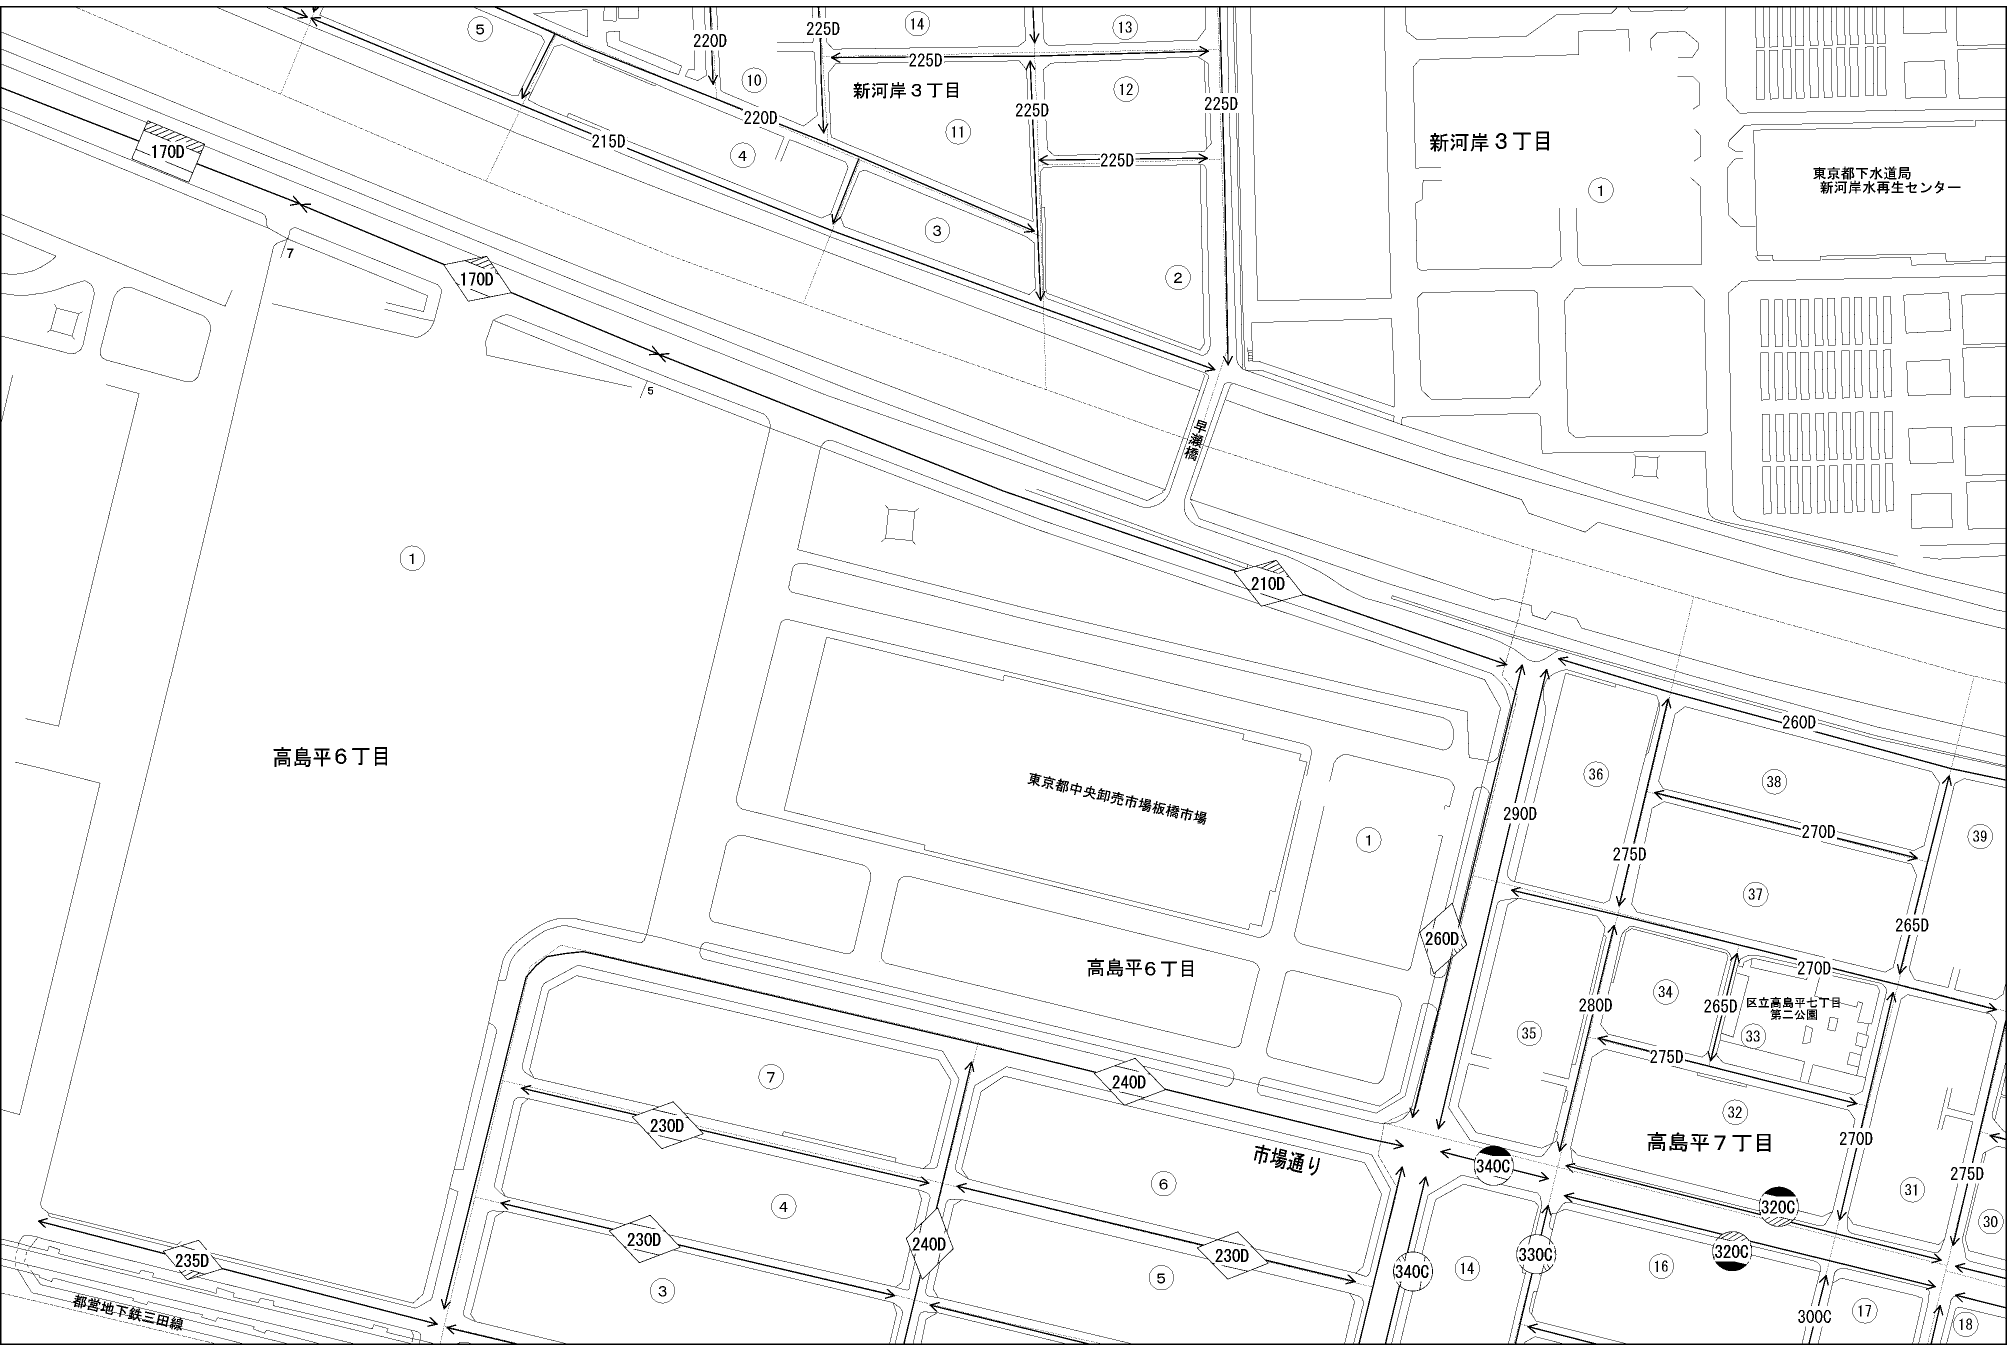 5
14
13
225D
220D
225D
10
新河岸3丁目
12
225D
225D
220D
11
215D
4
225D
新河岸3丁目
170D
東京都下水道局
新河岸水再生センター
1
3
7
170D
2
5
早瀬橋
1
210D
260D
高島平6丁目
36
38
東京都中央卸売市場板橋市場
290D
270D
39
1
275D
37
265D
260D
高島平6丁目
270D
34
280D
265D
区立高島平七丁目
第二公園
35
33
275D
7
240D
32
230D
270D
高島平7丁目
市場通り
340C
275D
6
31
4
320C
30
230D
240D
230D
320C
330C
235D
340C
14
16
5
3
都営地下鉄三田線
300C
17
18